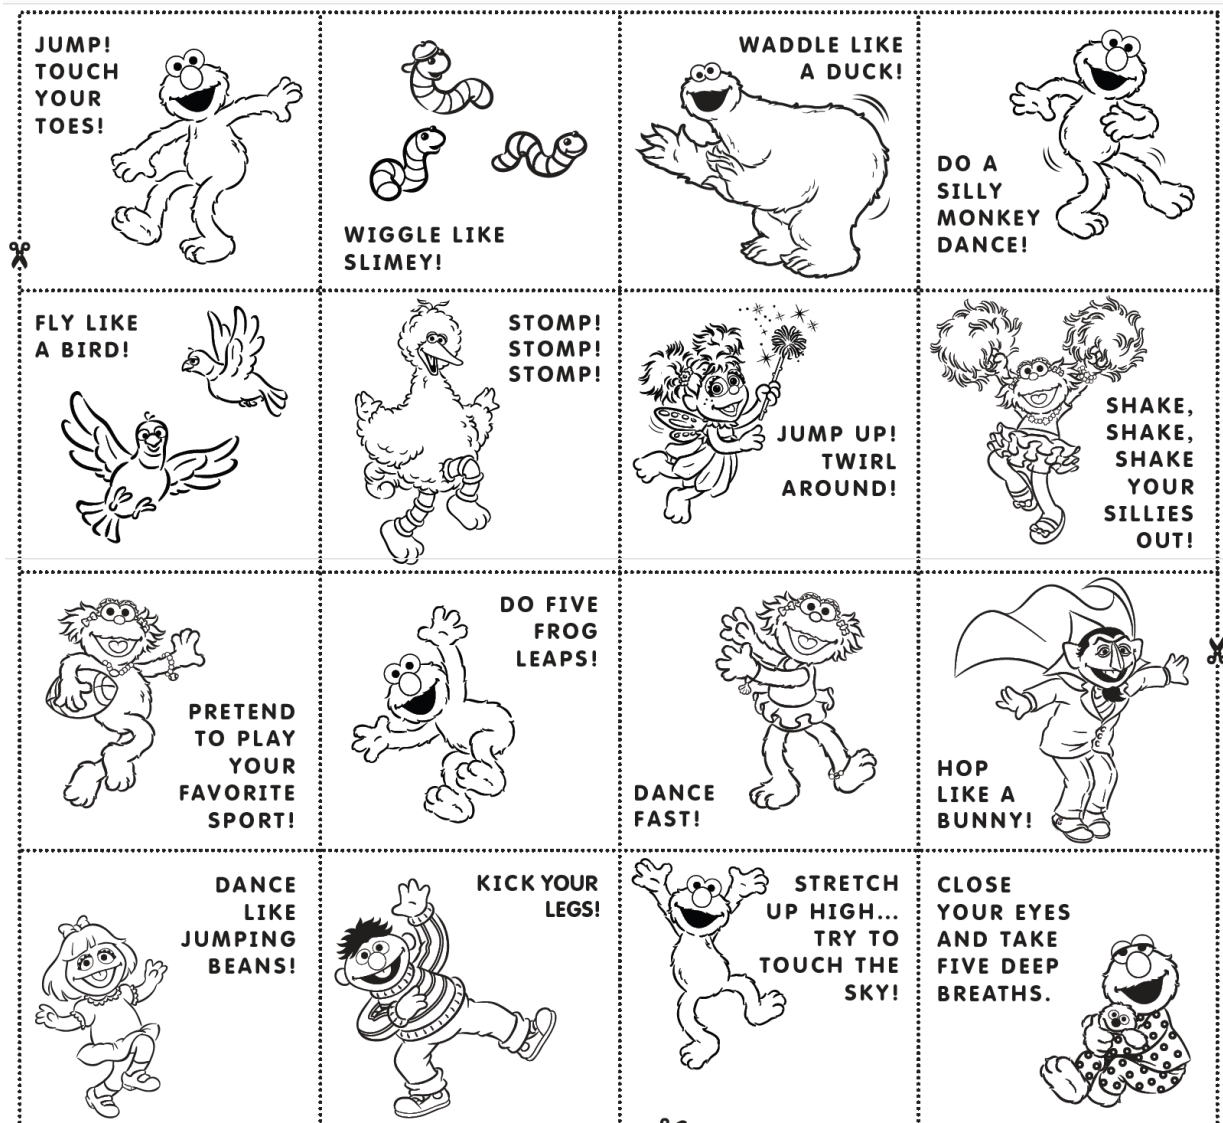 JUMP!
TOUCH
YOUR
TOES!
WIGGLE LIKE
SLIMEY!
WADDLE LIKE
A DUCK!
DO A
SILLY
MONKEY
DANCE!
FLY LIKE
A BIRD!
STOMP!
STOMP!
STOMP!
JUMP UP!
TWIRL
AROUND!
SHAKE,
SHAKE,
SHAKE
YOUR
SILLIES
OUT!
PRETEND
TO PLAY
YOUR
FAVORITE
SPORT!
DO FIVE
FROG
LEAPS!
DANCE
FAST!
HOP
LIKE A
BUNNY!
DANCE
LIKE
JUMPING
BEANS!
KICK YOUR
LEGS!
STRETCH
UP HIGH...
TRY TO
TOUCH THE
SKY!
CLOSE
YOUR EYES
AND TAKE
FIVE DEEP
BREATHS.